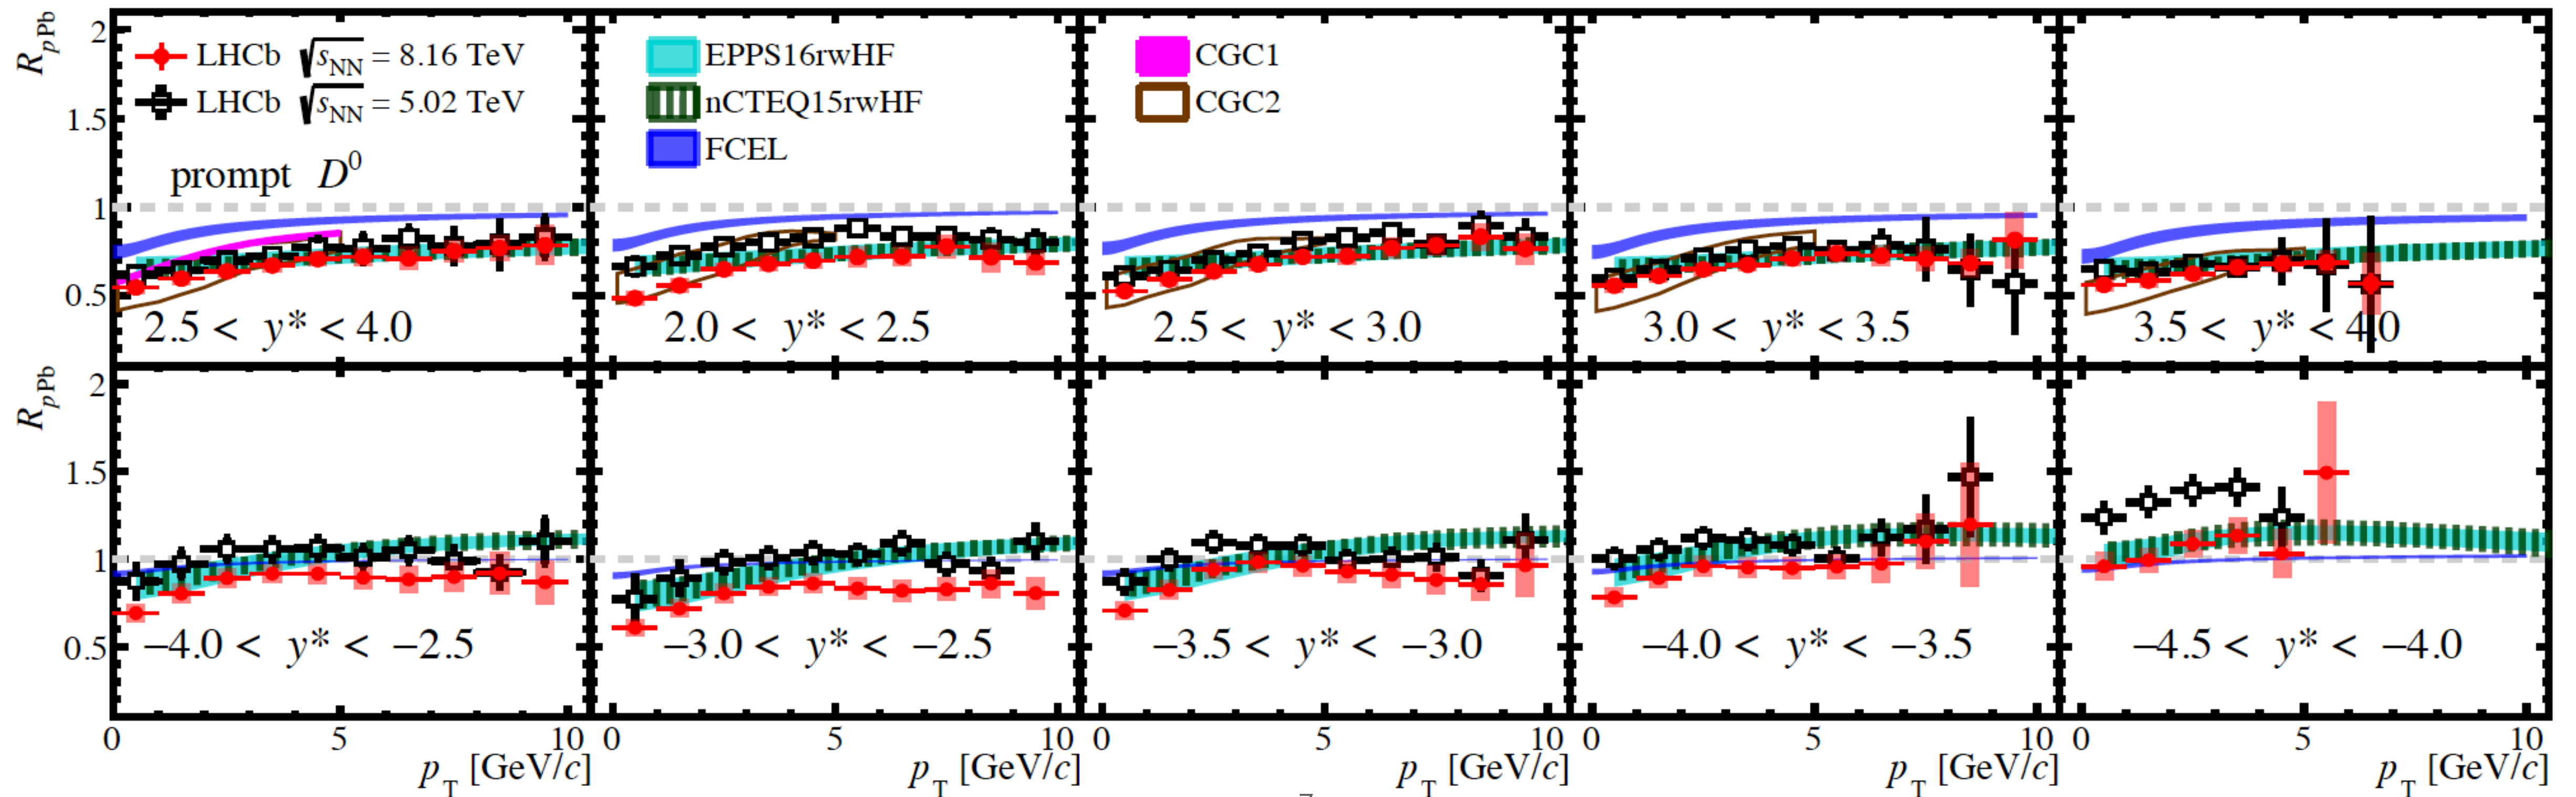 R_pPb
2
1.5
1
0.5
LHCb √s_NN = 8.16 TeV
LHCb √s_NN = 5.02 TeV
prompt D^0
EPPS16rwHF
nCTEQ15rwHF
FCEL
CGC1
CGC2
2.5 < y* < 4.0
2.0 < y* < 2.5
2.5 < y* < 3.0
3.0 < y* < 3.5
3.5 < y* < 4.0
R_pPb
2
1.5
1
0.5
−4.0 < y* < −2.5
−3.0 < y* < −2.5
−3.5 < y* < −3.0
−4.0 < y* < −3.5
−4.5 < y* < −4.0
0 5 10 0 5 10 0 5 10 0 5 10 0 5 10
p_T [GeV/c] p_T [GeV/c] p_T [GeV/c] p_T [GeV/c] p_T [GeV/c]